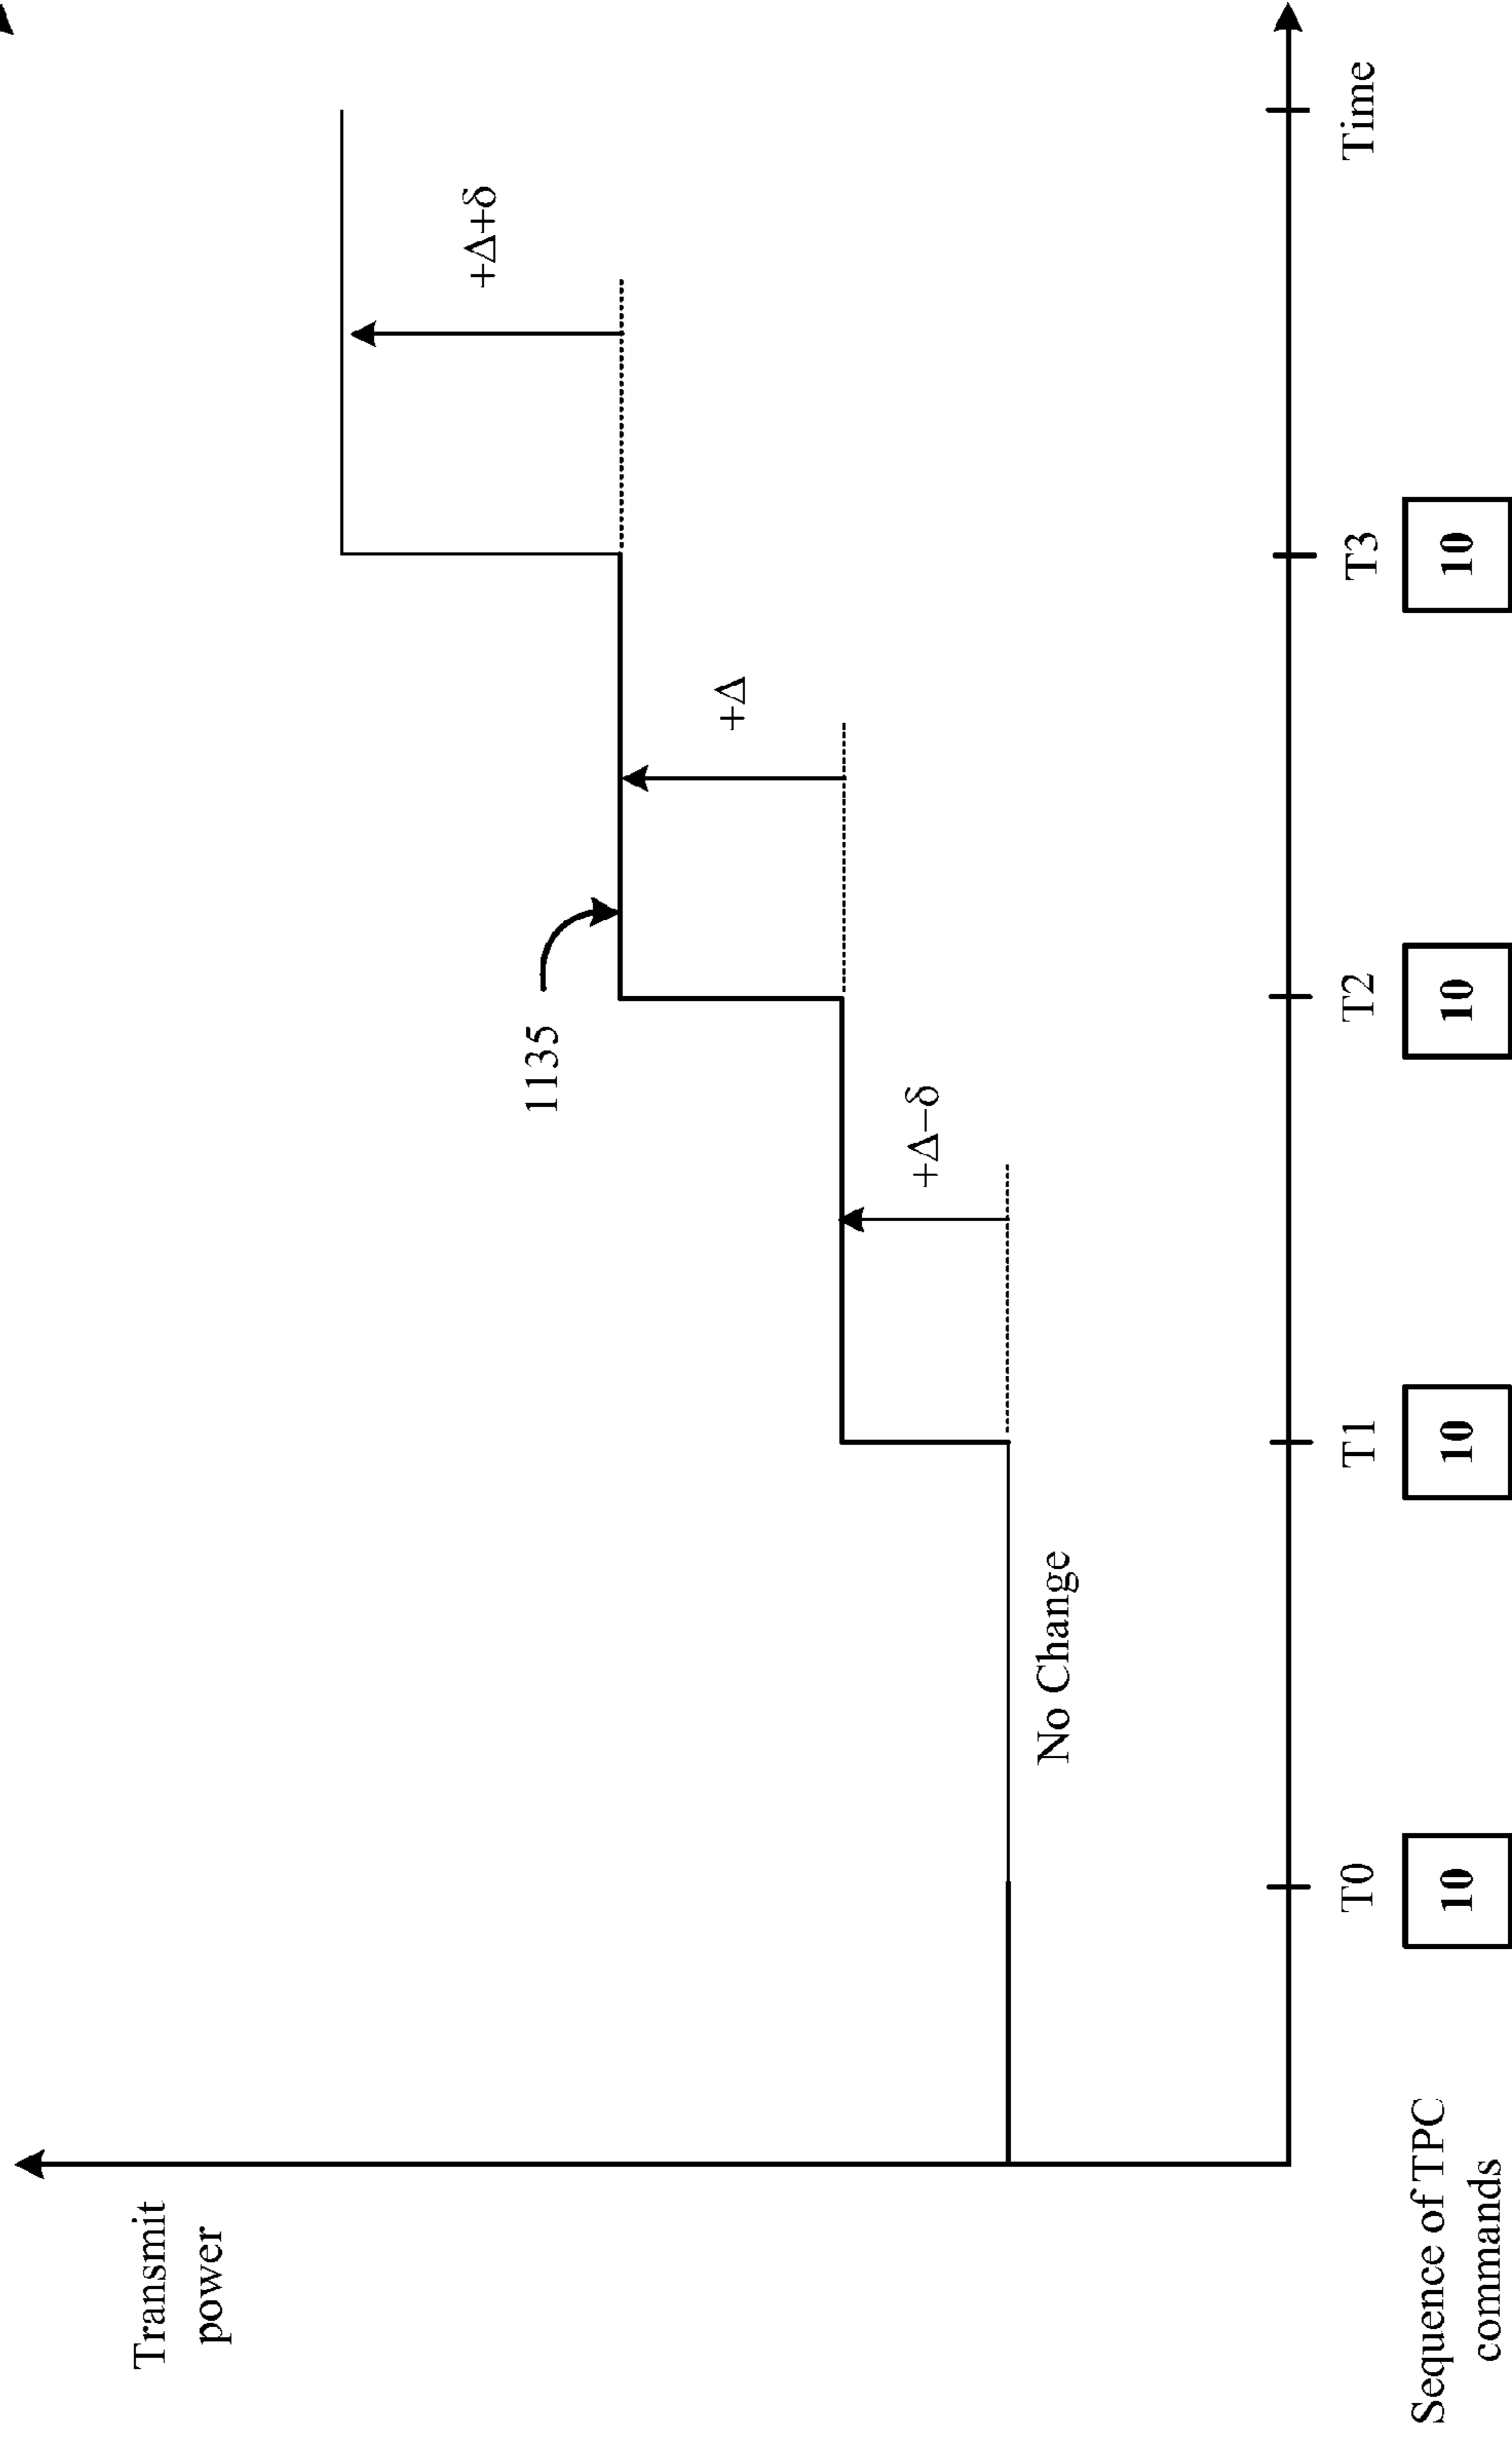 Transmit
power
+Δ+δ
1135
+Δ
+Δ−δ
No Change
T0
T1
T2
T3
Time
Sequence of TPC
commands
10
10
10
10